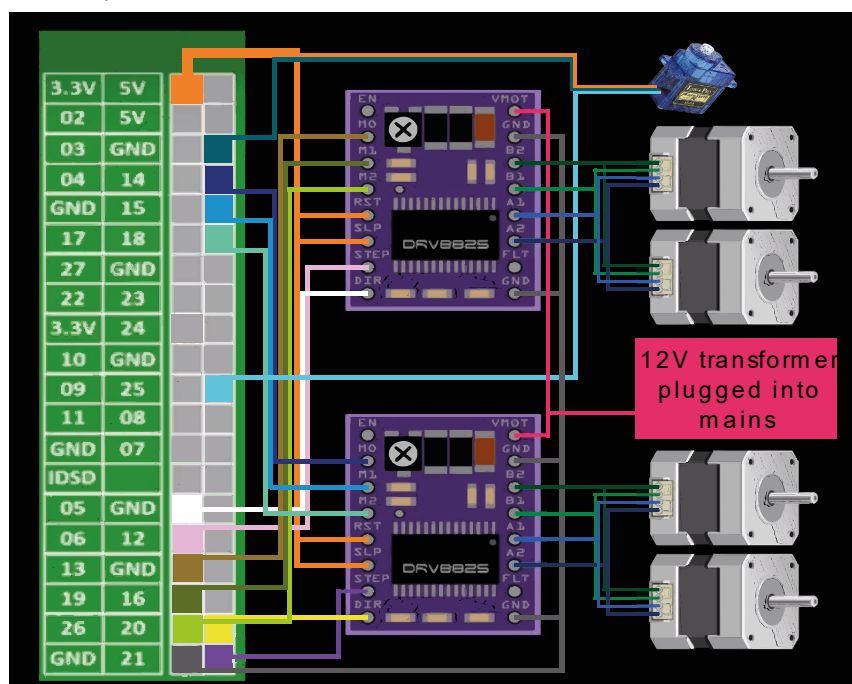 3.3V 5V
02 5V
03 GND
04 14
GND 15
17 18
27 GND
22 23
3.3V 24
10 GND
09 25
11 08
GND 07
IDSD
05 GND
06 12
13 GND
19 16
26 20
GND 21
EN VMOT
M0 GND
M1 B2
M2 B1
RST A1
SLP A2
DRV8825
STEP FLT
DIR GND
12V transformer
plugged into
mains
EN VMOT
M0 GND
M1 B2
M2 B1
RST A1
SLP A2
DRV8825
STEP FLT
DIR GND